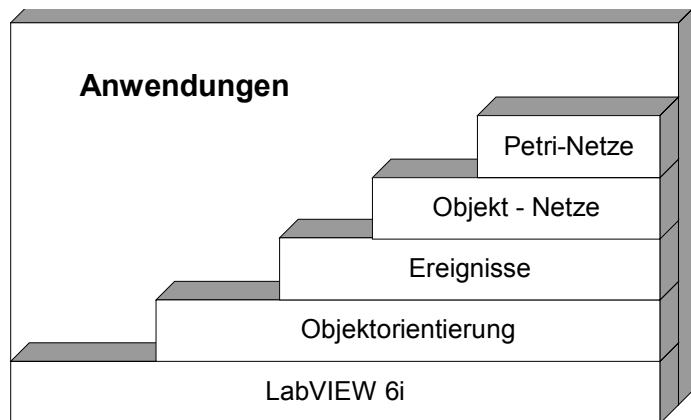 Anwendungen
Petri-Netze
Objekt - Netze
Ereignisse
Objektorientierung
LabVIEW 6i